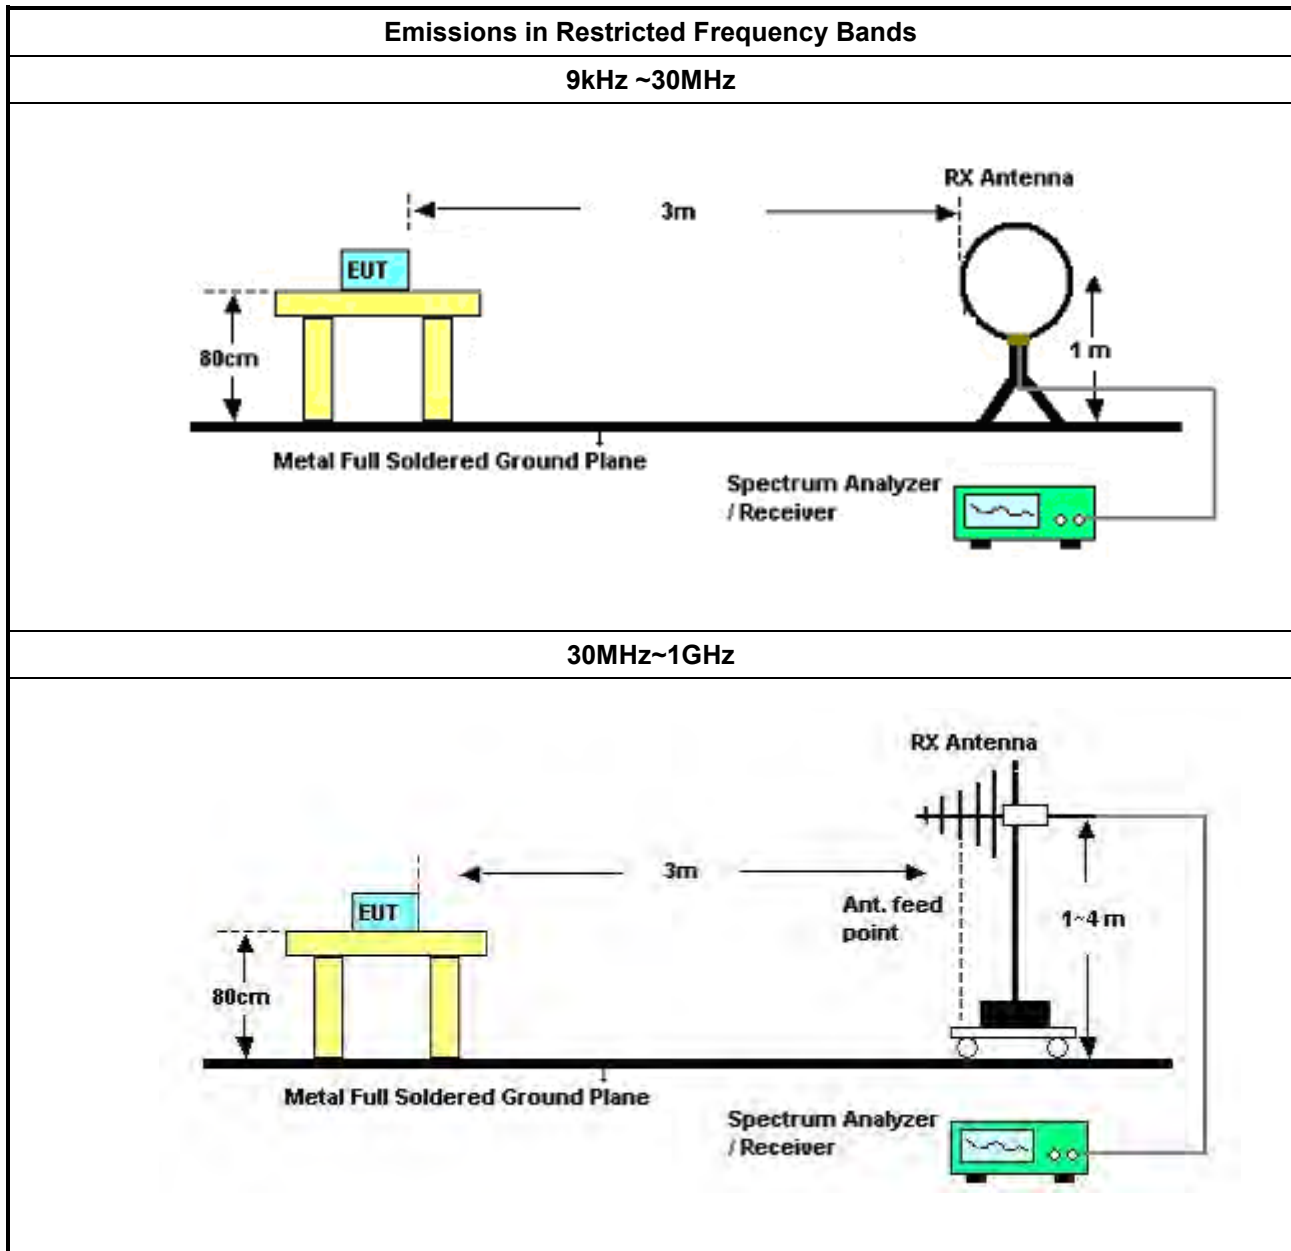 Emissions in Restricted Frequency Bands
9kHz ~30MHz
RX Antenna
3m
EUT
80cm
1 m
Metal Full Soldered Ground Plane
Spectrum Analyzer
/ Receiver
30MHz~1GHz
RX Antenna
3m
EUT
Ant. feed
point
1~4 m
80cm
Metal Full Soldered Ground Plane
Spectrum Analyzer
/ Receiver